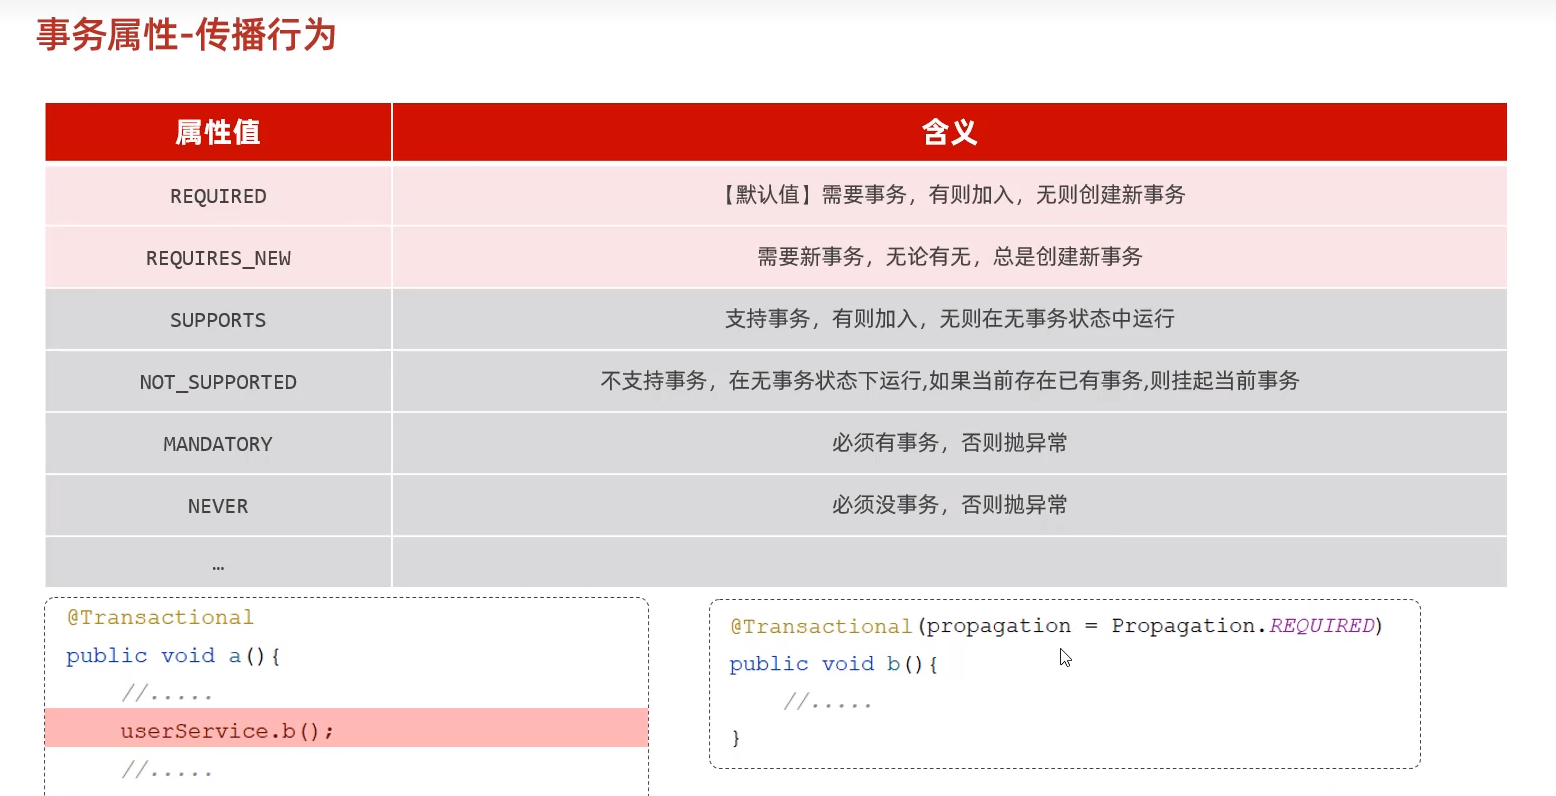 事务属性-传播行为
属性值 含义
REQUIRED 【默认值】需要事务，有则加入，无则创建新事务
REQUIRES_NEW 需要新事务，无论有无，总是创建新事务
SUPPORTS 支持事务，有则加入，无则在无事务状态中运行
NOT_SUPPORTED 不支持事务，在无事务状态下运行,如果当前存在已有事务,则挂起当前事务
MANDATORY 必须有事务，否则抛异常
NEVER 必须没事务，否则抛异常
…
@Transactional
public void a(){
//.....
userService.b();
//.....
@Transactional(propagation = Propagation.REQUIRED)
public void b(){
//.....
}